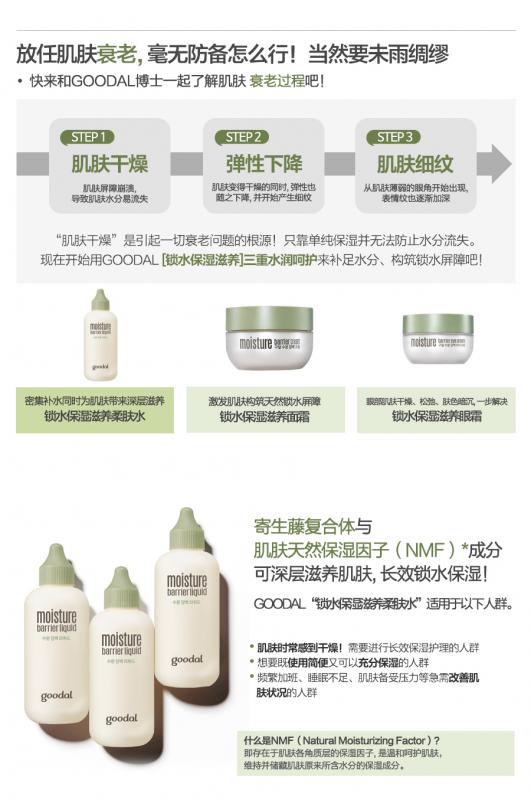 放任肌肤衰老, 毫无防备怎么行！当然要未雨绸缪
• 快来和GOODAL博士一起了解肌肤 衰老过程吧！
STEP 1
肌肤干燥
肌肤屏障崩溃,
导致肌肤水分易流失
STEP 2
弹性下降
肌肤变得干燥的同时, 弹性也
随之下降, 并开始产生细纹
STEP 3
肌肤细纹
从肌肤薄弱的眼角开始出现,
表情纹也逐渐加深
“肌肤干燥”是引起一切衰老问题的根源！只靠单纯保湿并无法防止水分流失。
现在开始用GOODAL [锁水保湿滋养]三重水润呵护来补足水分、构筑锁水屏障吧！
moisture
barrier liquid
goodal
moisture barrier cream
moisture barrier eye cream
密集补水同时为肌肤带来深层滋养
锁水保湿滋养柔肤水
激发肌肤构筑天然锁水屏障
锁水保湿滋养面霜
眼部肌肤干燥、松弛、肤色暗沉, 一步解决
锁水保湿滋养眼霜
moisture
barrier liquid
수분 장벽 리퀴드
goodal
moisture
barrier liquid
수분 장벽 리퀴드
goodal
moisture
barrier liquid
수분 장벽 리퀴드
goodal
寄生藤复合体与
肌肤天然保湿因子（NMF）*成分
可深层滋养肌肤, 长效锁水保湿！
GOODAL “锁水保湿滋养柔肤水” 适用于以下人群。
• 肌肤时常感到干燥！需要进行长效保湿护理的人群
• 想要既使用简便又可以充分保湿的人群
• 频繁加班、睡眠不足、肌肤备受压力等急需改善肌
肤状况的人群
什么是NMF（Natural Moisturizing Factor）?
即存在于肌肤各角质层的保湿因子, 是温和呵护肌肤,
维持并储藏肌肤原来所含水分的保湿成分。